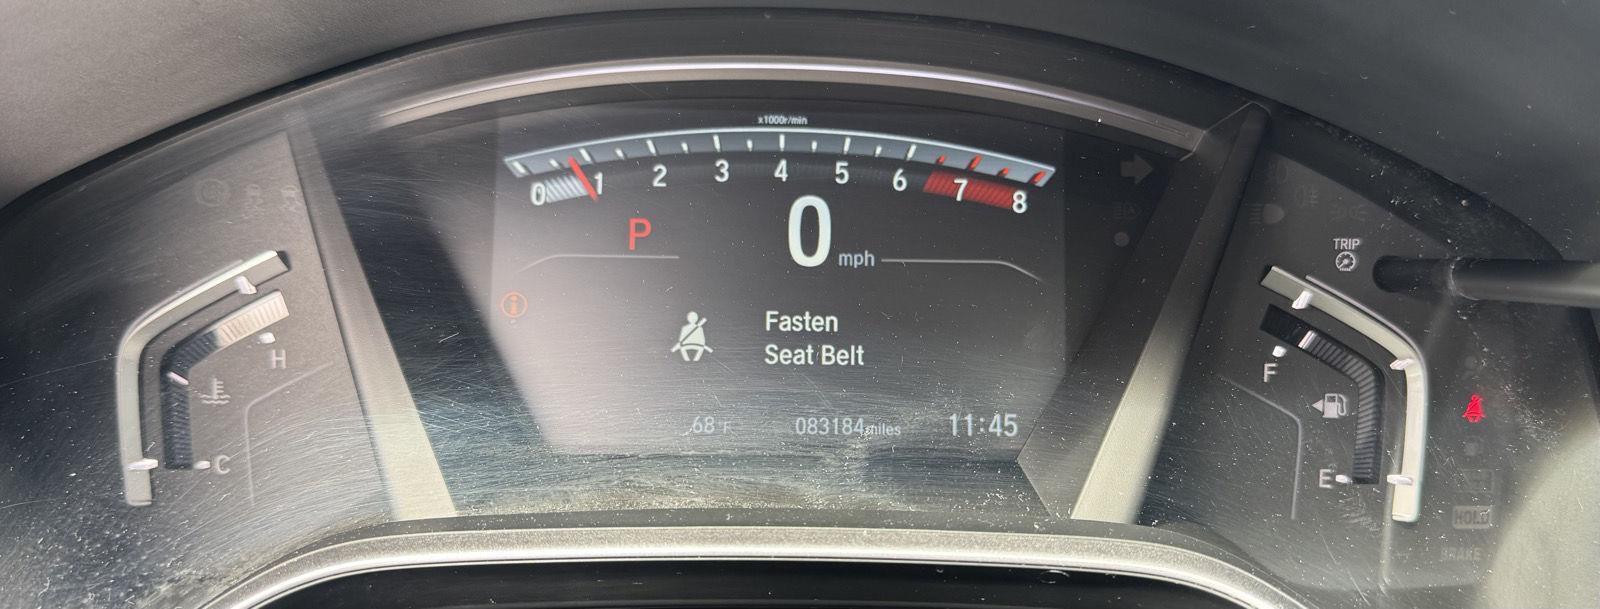 x1000r/min
0 1 2 3 4 5 6 7 8
P
0 mph
TRIP
Fasten
Seat Belt
H
C
F
E
68°F
083184 miles
11:45
HOLD
BRAKE